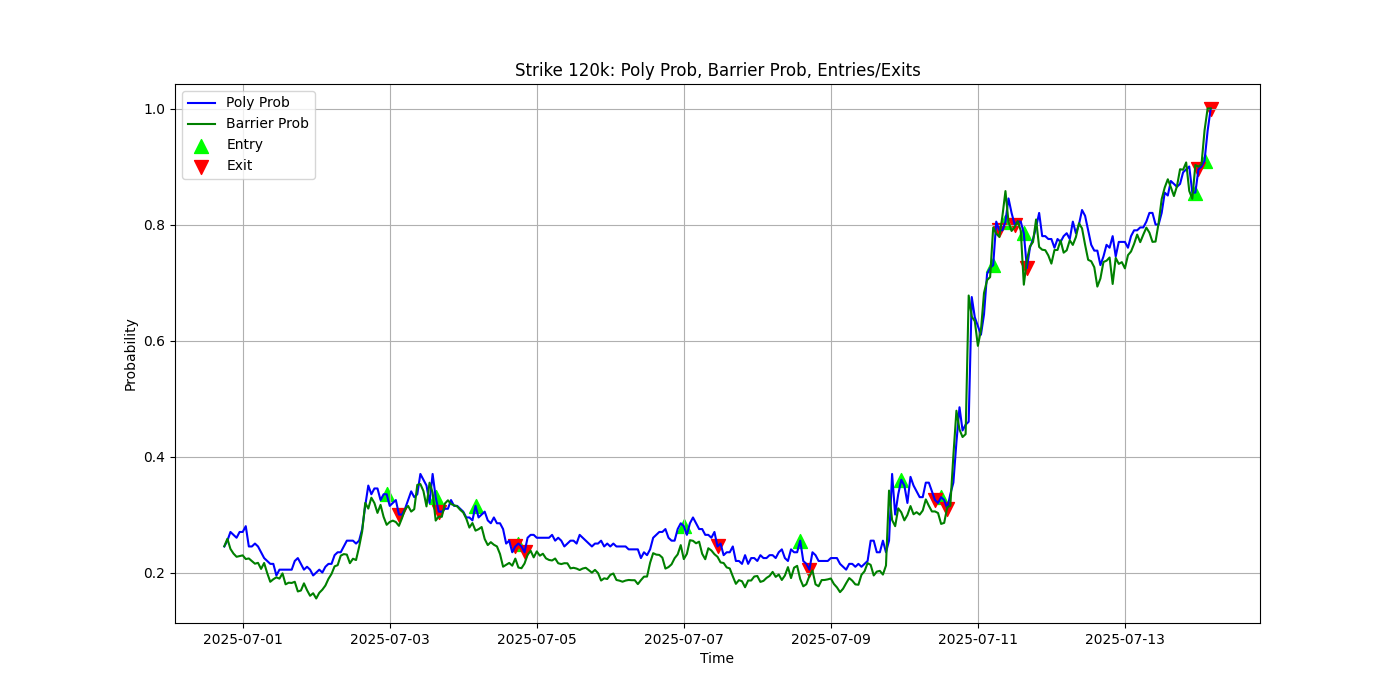 Strike 120k: Poly Prob, Barrier Prob, Entries/Exits
Poly Prob
Barrier Prob
Entry
Exit
Probability
1.0
0.8
0.6
0.4
0.2
2025-07-01
2025-07-03
2025-07-05
2025-07-07
2025-07-09
2025-07-11
2025-07-13
Time